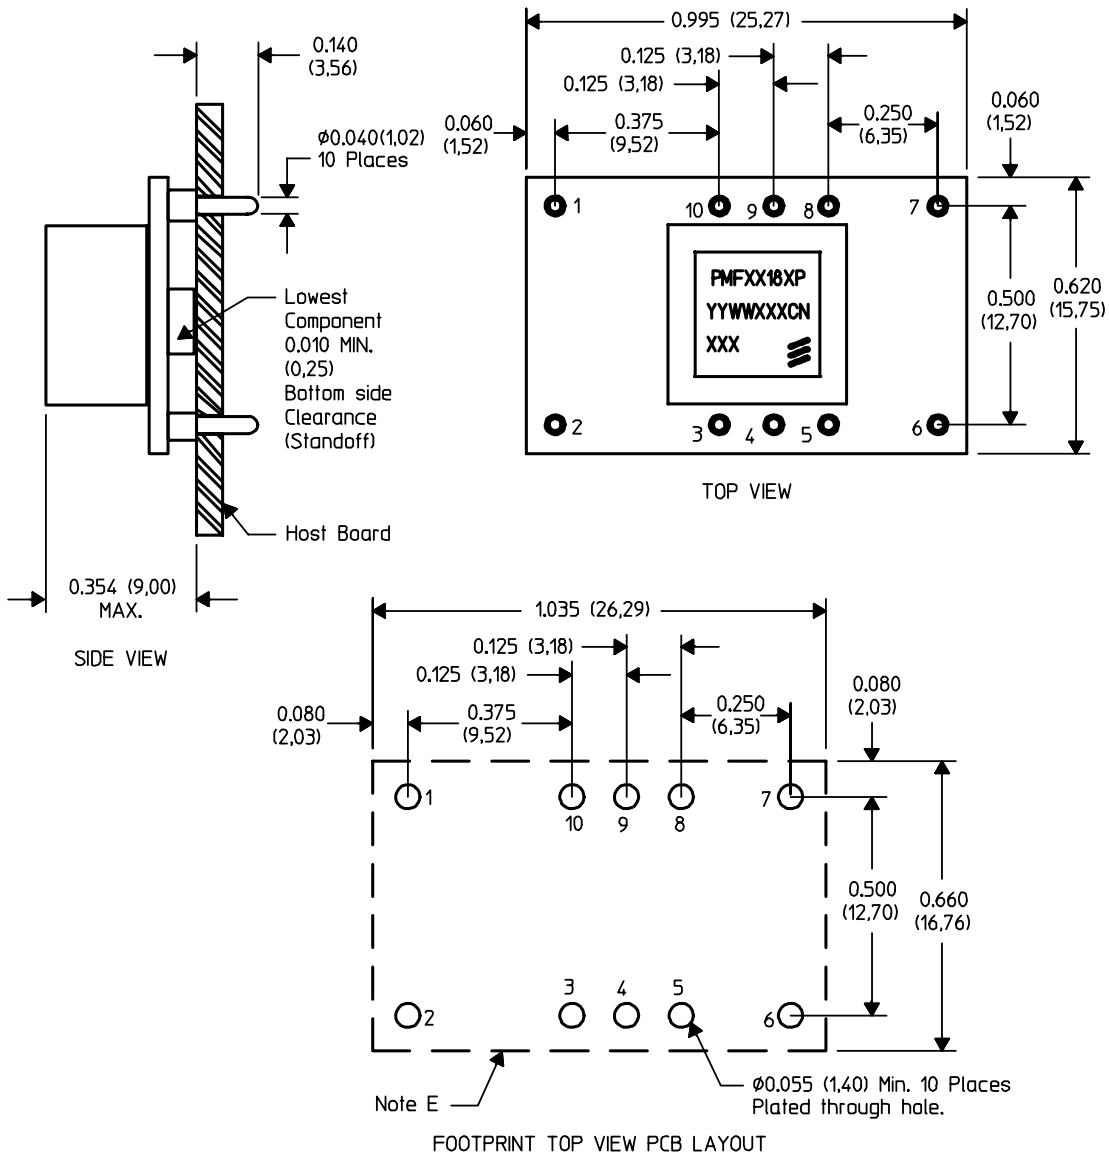 0.140
(3,56)
Ø0.040(1,02)
10 Places
Lowest
Component
0.010 MIN.
(0,25)
Bottom side
Clearance
(Standoff)
Host Board
0.354 (9,00)
MAX.
SIDE VIEW
0.995 (25,27)
0.125 (3,18)
0.125 (3,18)
0.060
(1,52)
0.375
(9,52)
0.250
(6,35)
0.060
(1,52)
1
10
9
8
7
PMFXX18XP
YYWWXXXCN
XXX
0.500
(12,70)
0.620
(15,75)
2
3
4
5
6
TOP VIEW
1.035 (26,29)
0.125 (3,18)
0.125 (3,18)
0.080
(2,03)
0.375
(9,52)
0.250
(6,35)
0.080
(2,03)
1
10
9
8
7
0.500
(12,70)
0.660
(16,76)
2
3
4
5
6
Note E
Ø0.055 (1,40) Min. 10 Places
Plated through hole.
FOOTPRINT TOP VIEW PCB LAYOUT